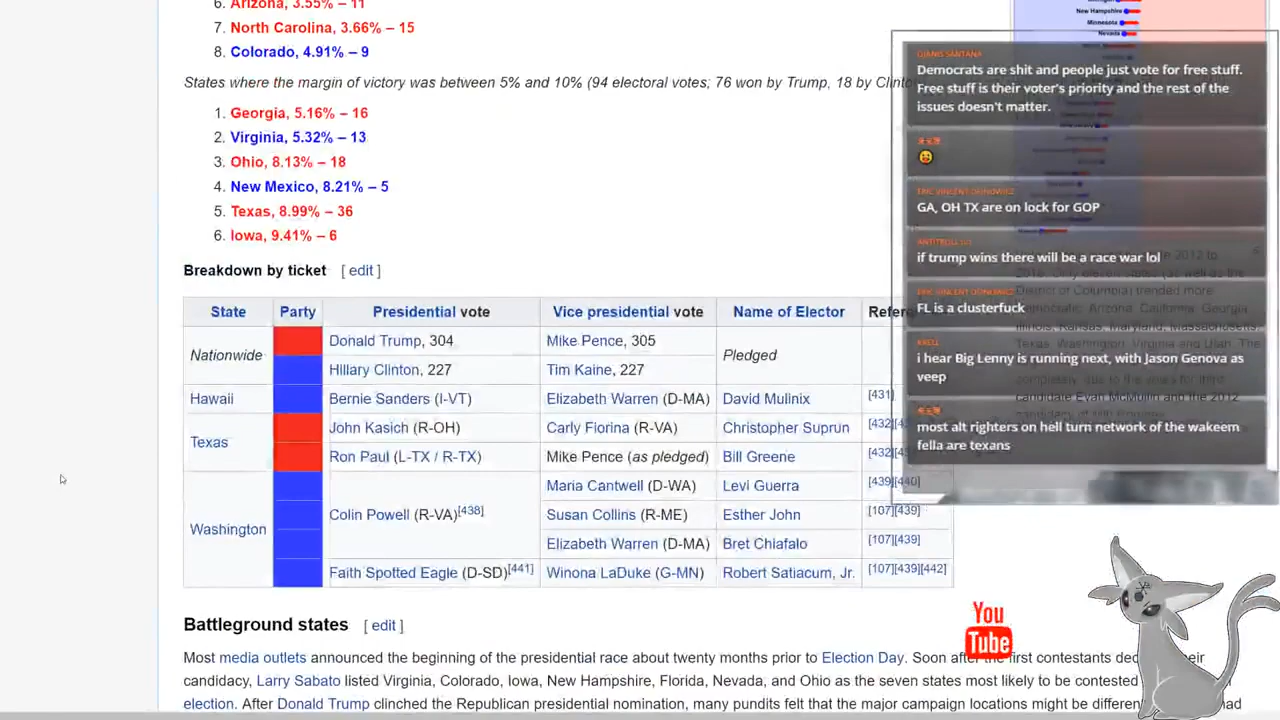 6. Arizona, 3.55% – 11
7. North Carolina, 3.66% – 15
8. Colorado, 4.91% – 9
States where the margin of victory was between 5% and 10% (94 electoral votes; 76 won by Trump, 18 by Clinto
1. Georgia, 5.16% – 16
2. Virginia, 5.32% – 13
3. Ohio, 8.13% – 18
4. New Mexico, 8.21% – 5
5. Texas, 8.99% – 36
6. Iowa, 9.41% – 6
Breakdown by ticket [ edit ]
State Party Presidential vote Vice presidential vote Name of Elector Refere
Nationwide Donald Trump, 304 Mike Pence, 305 Pledged
Hillary Clinton, 227 Tim Kaine, 227
Hawaii Bernie Sanders (I-VT) Elizabeth Warren (D-MA) David Mulinix [431]
Texas John Kasich (R-OH) Carly Fiorina (R-VA) Christopher Suprun [432]
Ron Paul (L-TX / R-TX) Mike Pence (as pledged) Bill Greene [432]
Washington Colin Powell (R-VA)[438] Maria Cantwell (D-WA) Levi Guerra [439][440]
Susan Collins (R-ME) Esther John [107][439]
Elizabeth Warren (D-MA) Bret Chiafalo [107][439]
Faith Spotted Eagle (D-SD)[441] Winona LaDuke (G-MN) Robert Satiacum, Jr. [107][439][442]
Battleground states [ edit ]
Most media outlets announced the beginning of the presidential race about twenty months prior to Election Day. Soon after the first contestants dec
candidacy, Larry Sabato listed Virginia, Colorado, Iowa, New Hampshire, Florida, Nevada, and Ohio as the seven states most likely to be contested
election. After Donald Trump clinched the Republican presidential nomination, many pundits felt that the major campaign locations might be different
New Hampshire
Minnesota
Nevada
DJANIS SANTANA
Democrats are shit and people just vote for free stuff.
Free stuff is their voter's priority and the rest of the
issues doesn't matter.
GA, OH TX are on lock for GOP
if trump wins there will be a race war lol
FL is a clusterfuck
KRELL
i hear Big Lenny is running next, with Jason Genova as
veep
most alt righters on hell turn network of the wakeem
fella are texans
You
Tube